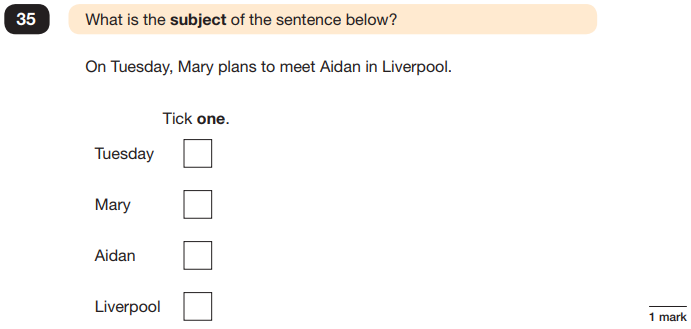 35 What is the subject of the sentence below?
On Tuesday, Mary plans to meet Aidan in Liverpool.
Tick one.
Tuesday
Mary
Aidan
Liverpool
1 mark